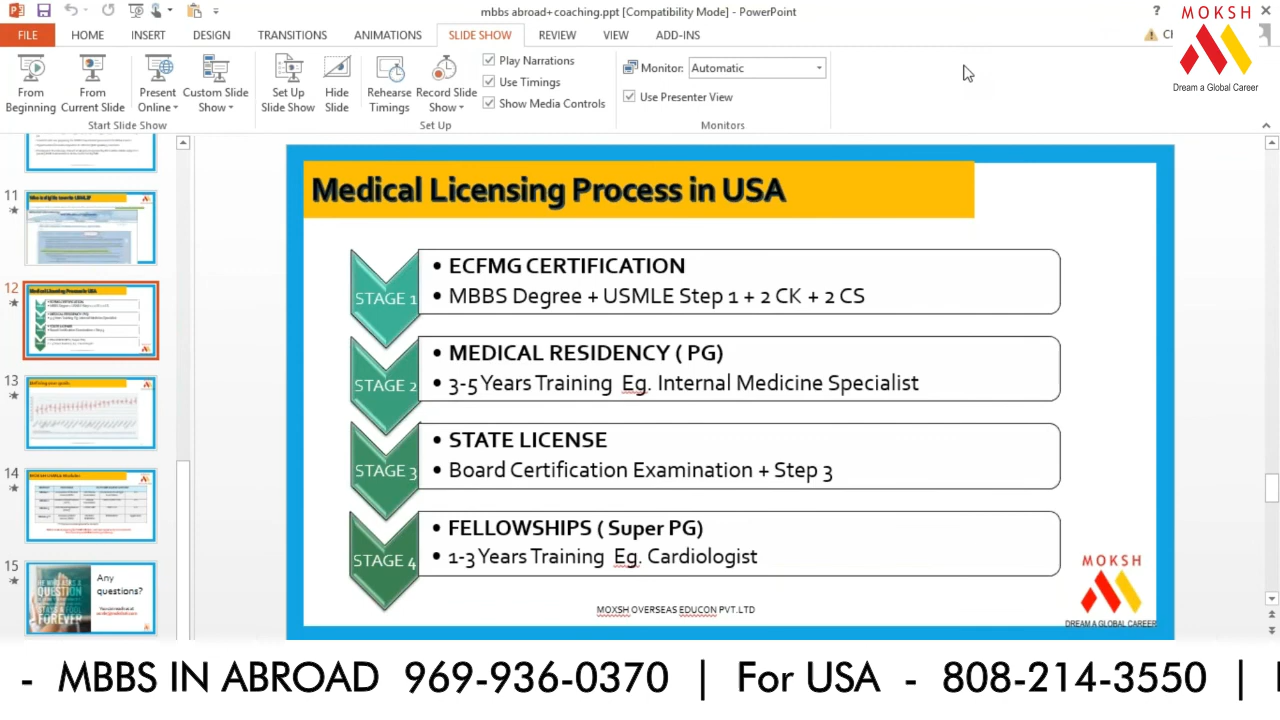 mbbs abroad+coaching.ppt [Compatibility Mode] - PowerPoint
?
FILE HOME INSERT DESIGN TRANSITIONS ANIMATIONS SLIDE SHOW REVIEW VIEW ADD-INS
MOKSH
Dream a Global Career
From Beginning
From Current Slide
Present Online
Custom Slide Show
Start Slide Show
Set Up Slide Show
Hide Slide
Rehearse Timings
Record Slide Show
Play Narrations
Use Timings
Show Media Controls
Set Up
Monitor: Automatic
Use Presenter View
Monitors
11
12
Medical Licensing Process in USA
13
14
15
Any
questions?
Medical Licensing Process in USA
STAGE 1
• ECFMG CERTIFICATION
• MBBS Degree + USMLE Step 1 + 2 CK + 2 CS
STAGE 2
• MEDICAL RESIDENCY ( PG)
• 3-5 Years Training Eg. Internal Medicine Specialist
STAGE 3
• STATE LICENSE
• Board Certification Examination + Step 3
STAGE 4
• FELLOWSHIPS ( Super PG)
• 1-3 Years Training Eg. Cardiologist
MOXSH OVERSEAS EDUCON PVT.LTD
MOKSH
DREAM A GLOBAL CAREER
- MBBS IN ABROAD 969-936-0370 | For USA - 808-214-3550 |